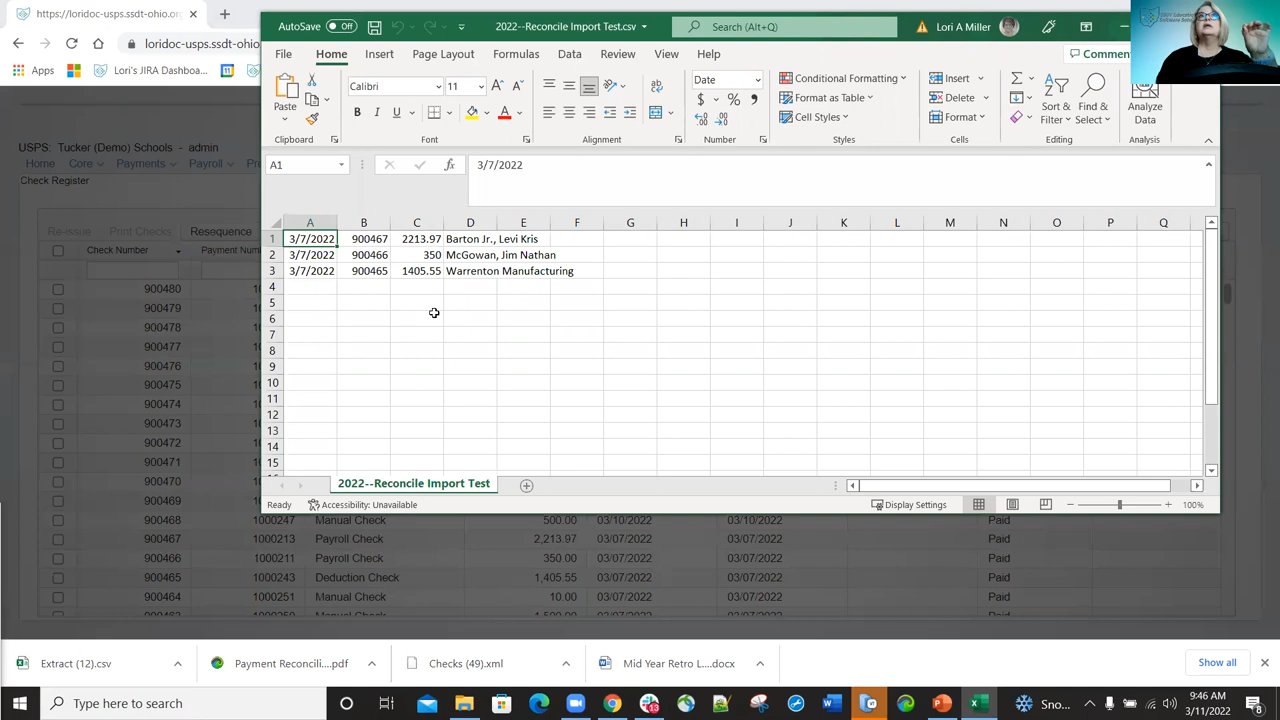 https://loridoc-usps.ssdt-ohio.or
loridoc-usps.ssdt-ohio
Apps Lori's JIRA Dashboa...
AutoSave Off 2022--Reconcile Import Test.csv Search (Alt+Q) Lori A Miller
File Home Insert Page Layout Formulas Data Review View Help Commen
Paste Calibri 11 Date Conditional Formatting Insert Sort & Filter Find & Select Analyze Data
B I U $ % Format as Table Delete
Cell Styles Format
Clipboard Font Alignment Number Styles Cells Editing Analysis
A1 fx 3/7/2022
A B C D E F G H I J K L M N O P Q
1 3/7/2022 900467 2213.97 Barton Jr., Levi Kris
2 3/7/2022 900466 350 McGowan, Jim Nathan
3 3/7/2022 900465 1405.55 Warrenton Manufacturing
4
5
6
7
8
9
10
11
12
13
14
15
2022--Reconcile Import Test
Ready Accessibility: Unavailable Display Settings 100%
USPS: Tucker (Demo) Schools - admin
Home Core Payments Payroll
Check Register
Re-issue Print Checks Resequence
Check Number Payment Num
900480
900479
900478
900477
900476
900475
900474
900473
900472
900471
900470
900469
900468 1000247 Manual Check 500.00 03/10/2022 03/10/2022 Paid
900467 1000213 Payroll Check 2,213.97 03/07/2022 03/07/2022 Paid
900466 1000211 Payroll Check 350.00 03/07/2022 03/07/2022 Paid
900465 1000243 Deduction Check 1,405.55 03/07/2022 03/07/2022 Paid
900464 1000251 Manual Check 10.00 03/07/2022 03/07/2022 Paid
Extract (12).csv Payment Reconcili....pdf Checks (49).xml Mid Year Retro L....docx Show all
Type here to search Sno... 9:46 AM
3/11/2022